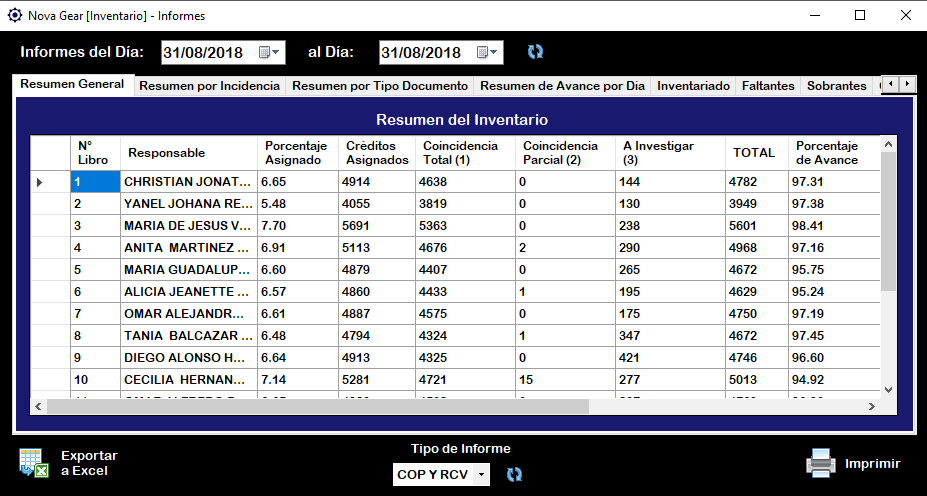 Nova Gear [Inventario] - Informes
Informes del Día: 31/08/2018 al Día: 31/08/2018
Resumen General Resumen por Incidencia Resumen por Tipo Documento Resumen de Avance por Dia Inventariado Faltantes Sobrantes
Resumen del Inventario
N° Libro Responsable Porcentaje Asignado Créditos Asignados Coincidencia Total (1) Coincidencia Parcial (2) A Investigar (3) TOTAL Porcentaje de Avance
1 CHRISTIAN JONAT... 6.65 4914 4638 0 144 4782 97.31
2 YANEL JOHANA RE... 5.48 4055 3819 0 130 3949 97.38
3 MARIA DE JESUS V... 7.70 5691 5363 0 238 5601 98.41
4 ANITA MARTINEZ ... 6.91 5113 4676 2 290 4968 97.16
5 MARIA GUADALUP... 6.60 4879 4407 0 265 4672 95.75
6 ALICIA JEANETTE ... 6.57 4860 4433 1 195 4629 95.24
7 OMAR ALEJANDR... 6.61 4887 4575 0 175 4750 97.19
8 TANIA BALCAZAR ... 6.48 4794 4324 1 347 4672 97.45
9 DIEGO ALONSO H... 6.64 4913 4325 0 421 4746 96.60
10 CECILIA HERNAN... 7.14 5281 4721 15 277 5013 94.92
Exportar
a Excel
Tipo de Informe
COP Y RCV
Imprimir